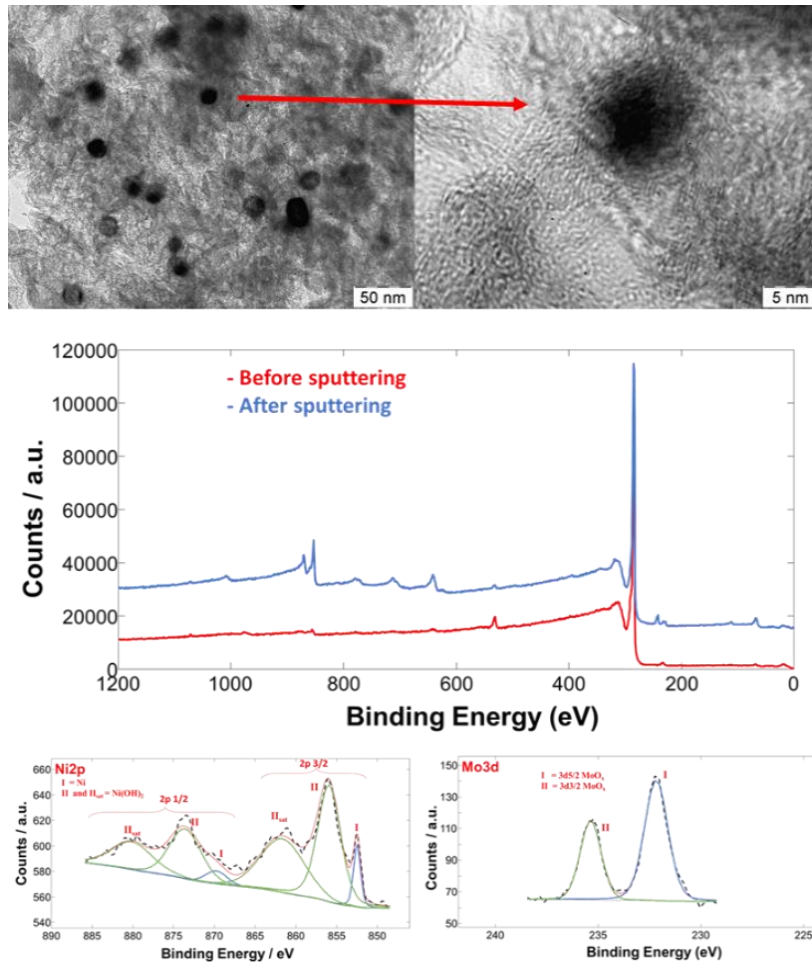 50 nm
5 nm
- Before sputtering
- After sputtering
Counts / a.u.
120000
100000
80000
60000
40000
20000
0
1200 1000 800 600 400 200 0
Binding Energy (eV)
Ni2p
I = Ni
II and IIsat = Ni(OH)2
2p 1/2
2p 3/2
IIsat
II
I
IIsat
II
I
Counts / a.u.
660
640
620
600
580
560
540
885 880 875 870 865 860 855 850
Binding Energy / eV
Mo3d
I = 3d5/2 MoOx
II = 3d3/2 MoOx
I
II
Counts / a.u.
150
130
110
90
70
50
240 235 230 225
Binding Energy (eV)